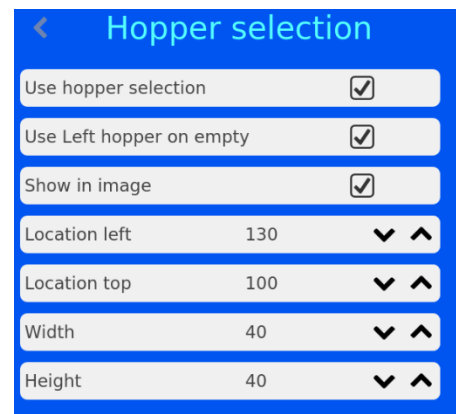 Hopper selection
Use hopper selection
Use Left hopper on empty
Show in image
Location left 130
Location top 100
Width 40
Height 40